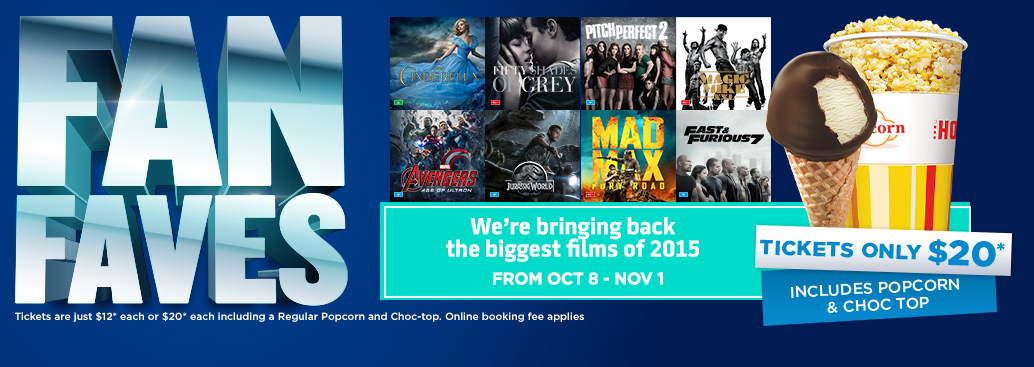 FAN
FAVES
Tickets are just $12* each or $20* each including a Regular Popcorn and Choc-top. Online booking fee applies
CINDERELLA
FIFTY SHADES
OF GREY
PITCH PERFECT 2
MAGIC
MIKE
XXL
MARVEL
AVENGERS
AGE OF ULTRON
JURASSIC WORLD
MAD
MAX
FURY ROAD
FAST &
FURIOUS 7
We're bringing back
the biggest films of 2015
FROM OCT 8 - NOV 1
corn
HO
TICKETS ONLY $20*
INCLUDES POPCORN
& CHOC TOP